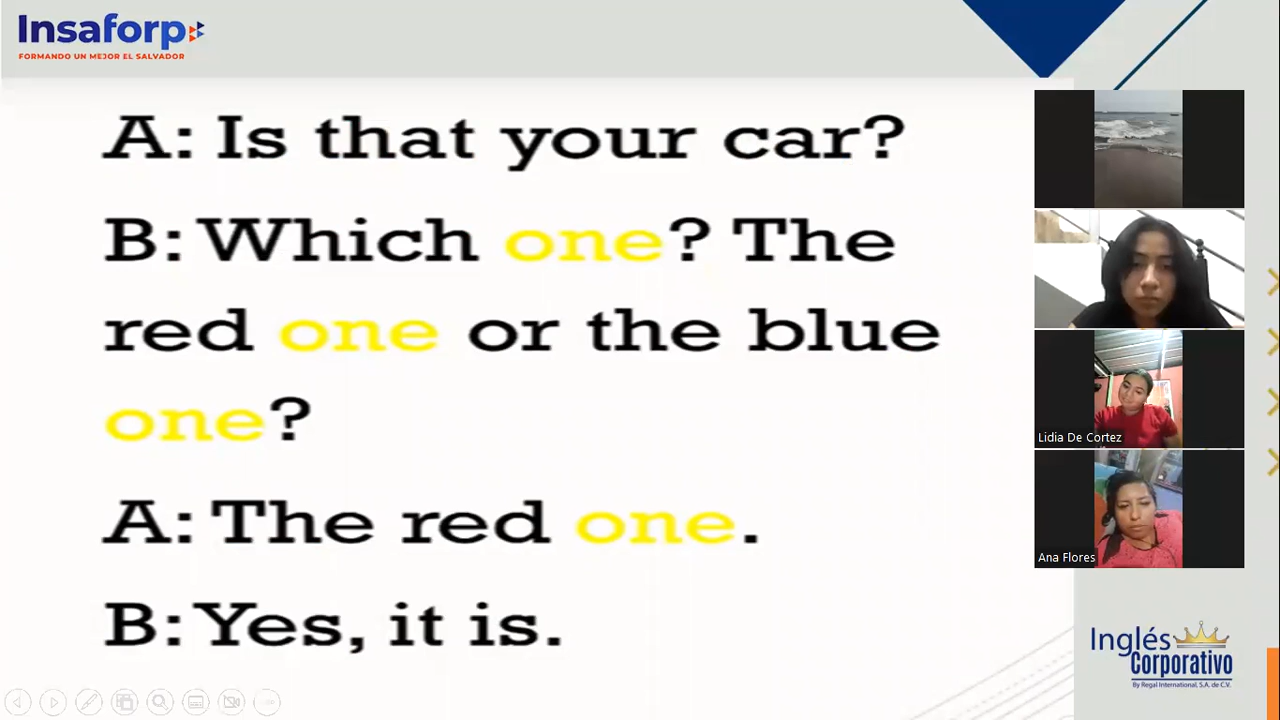 Insaforp
FORMANDO UN MEJOR EL SALVADOR
A: Is that your car?
B: Which one? The
red one or the blue
one?
A: The red one.
B: Yes, it is.
Lidia De Cortez
Ana Flores
Inglés
Corporativo
By Regal International, S.A. de C.V.